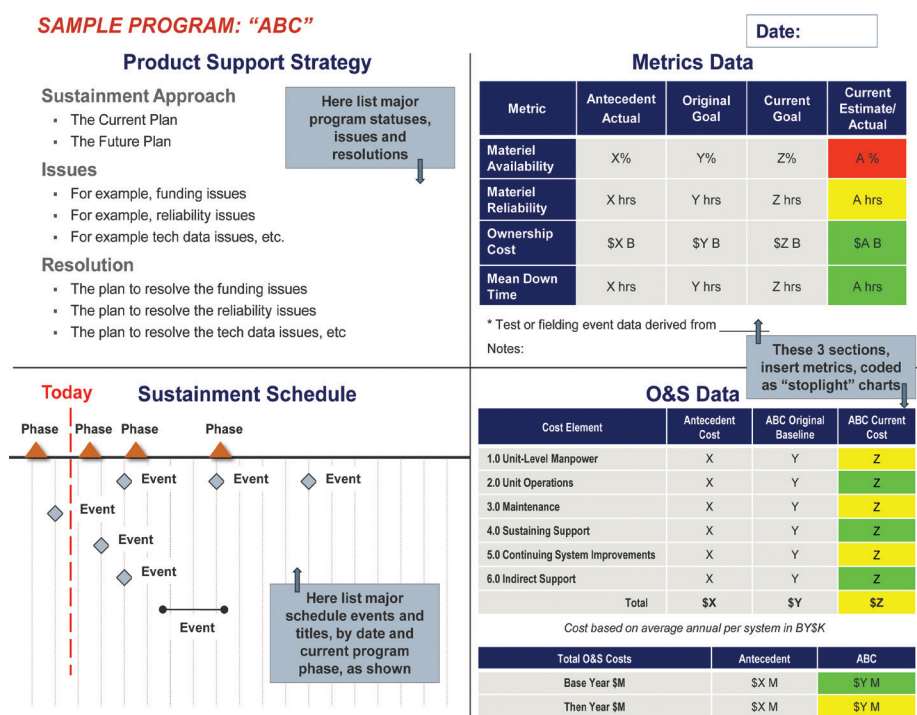 SAMPLE PROGRAM: “ABC”
Date:
Product Support Strategy
Sustainment Approach
▪ The Current Plan
▪ The Future Plan
Issues
▪ For example, funding issues
▪ For example, reliability issues
▪ For example tech data issues, etc.
Resolution
▪ The plan to resolve the funding issues
▪ The plan to resolve the reliability issues
▪ The plan to resolve the tech data issues, etc
Here list major
program statuses,
issues and
resolutions
Metrics Data
Metric Antecedent Actual Original Goal Current Goal Current Estimate/ Actual
Materiel Availability X% Y% Z% A %
Materiel Reliability X hrs Y hrs Z hrs A hrs
Ownership Cost $X B $Y B $Z B $A B
Mean Down Time X hrs Y hrs Z hrs A hrs
* Test or fielding event data derived from _______
Notes:
These 3 sections,
insert metrics, coded
as “stoplight” charts
Today
Sustainment Schedule
Phase Phase Phase Phase
Event Event Event
Event
Event
Event
Event
Here list major
schedule events and
titles, by date and
current program
phase, as shown
O&S Data
Cost Element Antecedent Cost ABC Original Baseline ABC Current Cost
1.0 Unit-Level Manpower X Y Z
2.0 Unit Operations X Y Z
3.0 Maintenance X Y Z
4.0 Sustaining Support X Y Z
5.0 Continuing System Improvements X Y Z
6.0 Indirect Support X Y Z
Total $X $Y $Z
Cost based on average annual per system in BY$K
Total O&S Costs Antecedent ABC
Base Year $M $X M $Y M
Then Year $M $X M $Y M